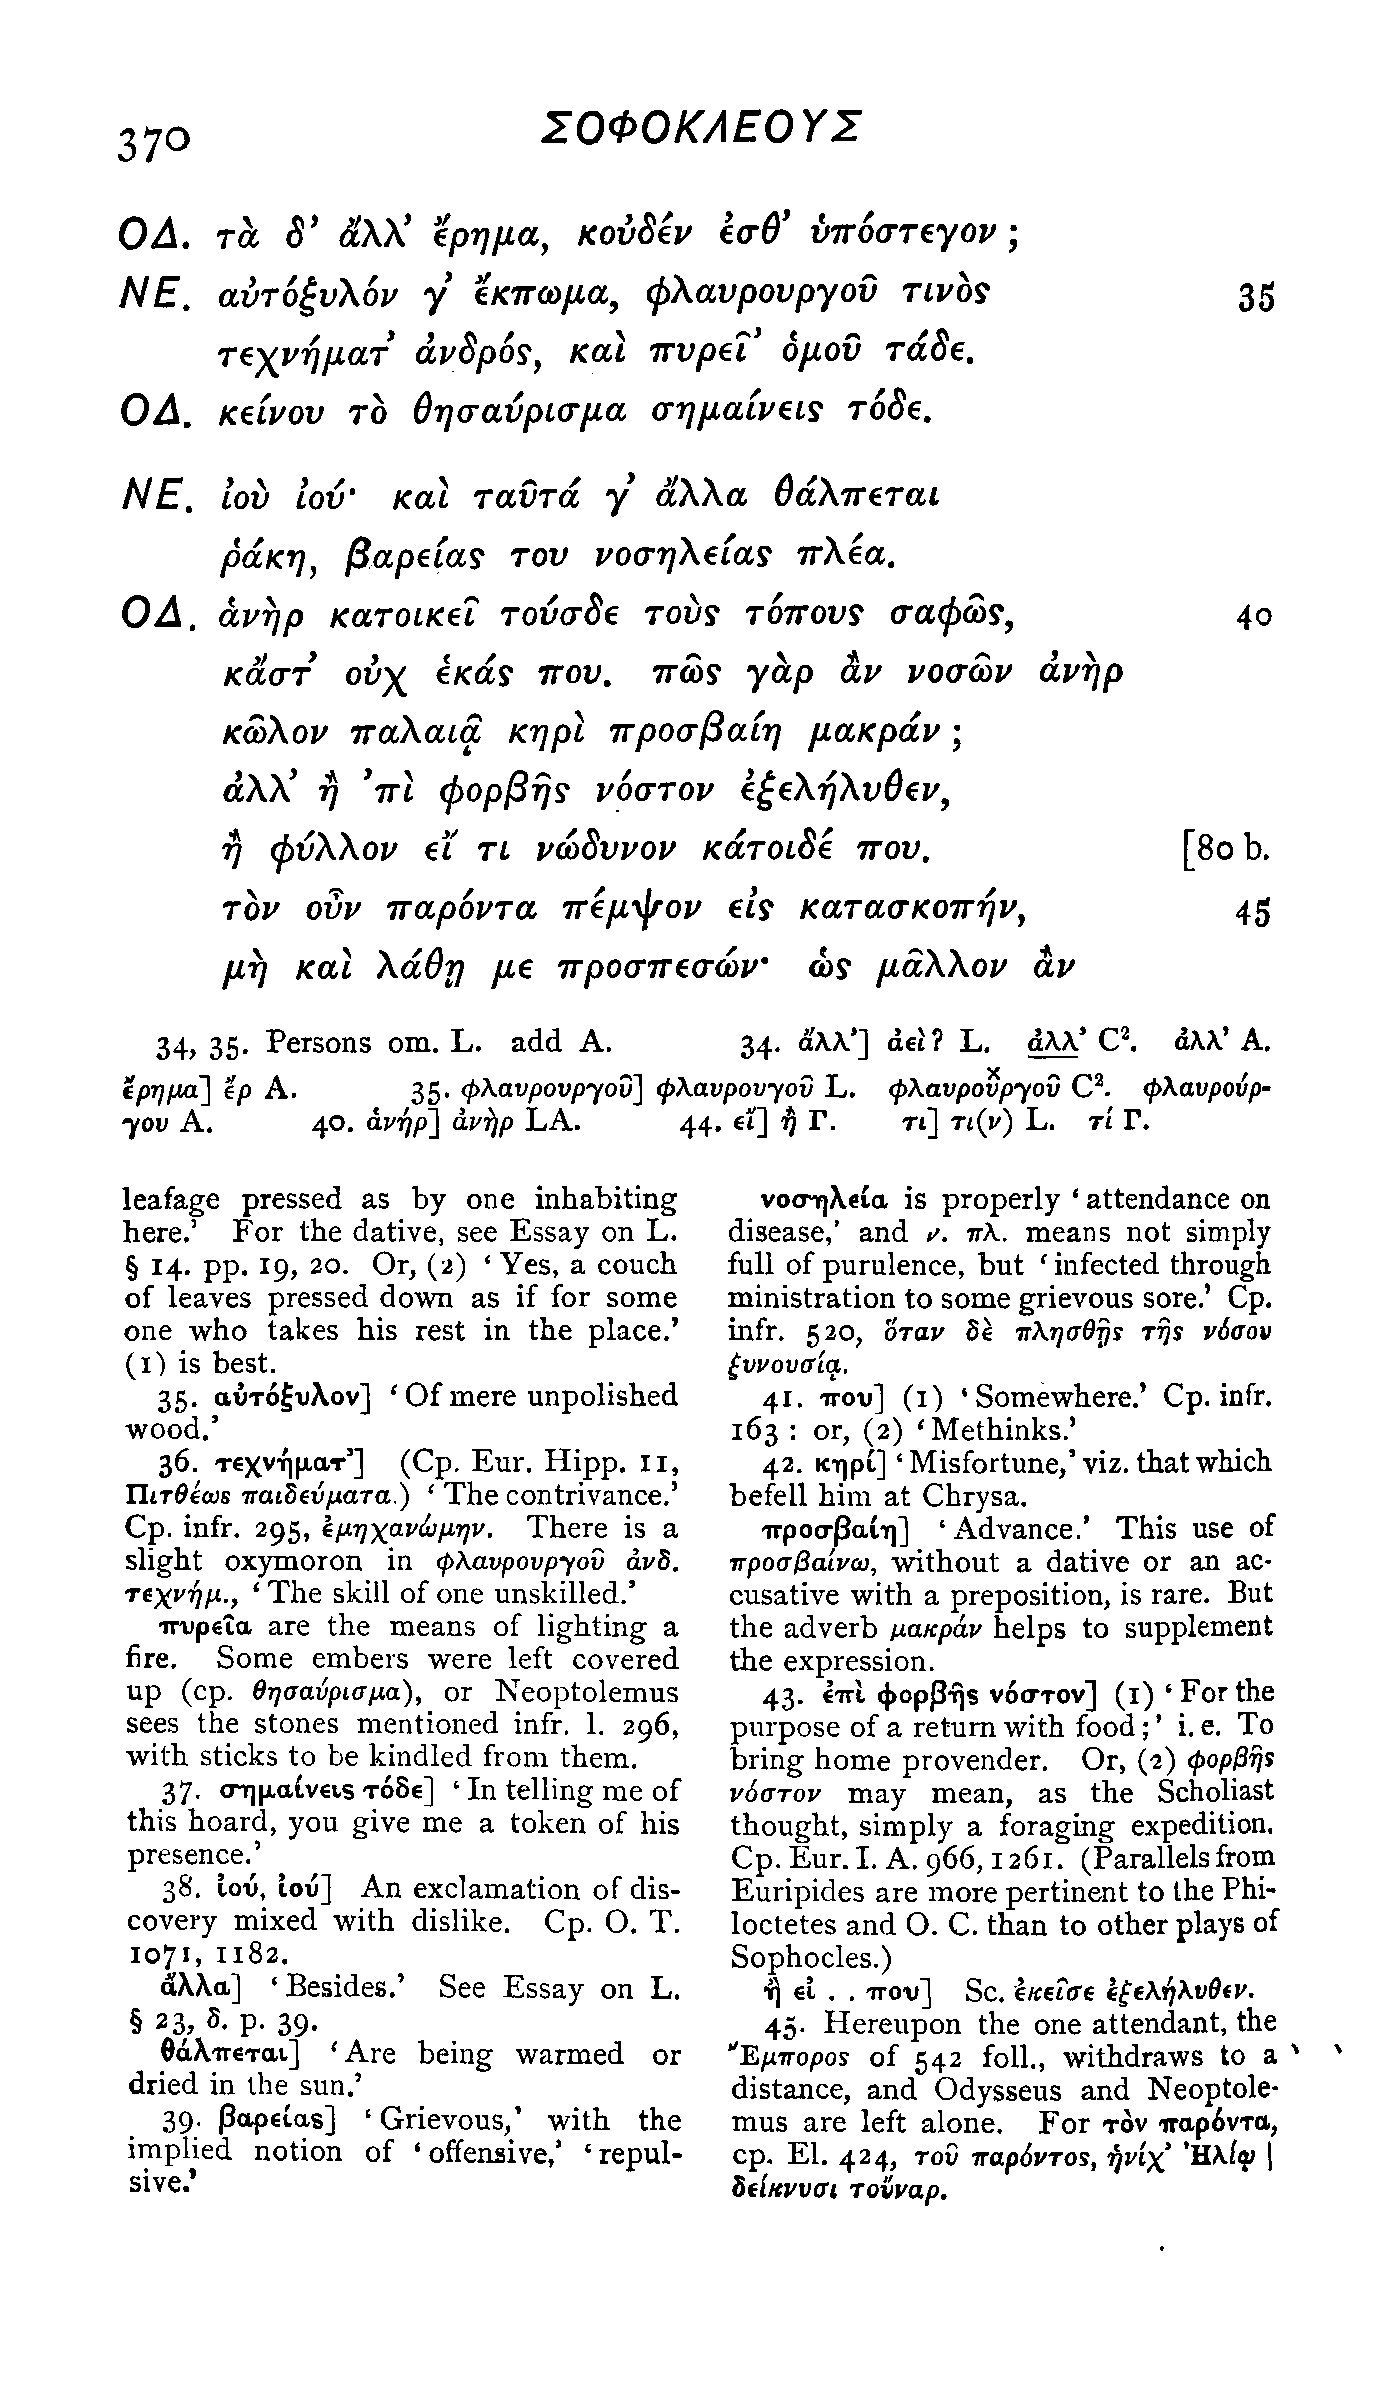 370
ΣΟΦΟΚΛΕΟΥΣ
ΟΔ. τὰ δ’ ἄλλ’ ἔρημα, κοὐδέν ἐσθ’ ὑπόστεγον ;
ΝΕ. αὐτόξυλόν γ’ ἔκπωμα, φλαυρουργοῦ τινὸς 35
τεχνήματ’ ἀνδρός, καὶ πυρεῖ’ ὁμοῦ τάδε.
ΟΔ. κείνου τὸ θησαύρισμα σημαίνεις τόδε.
ΝΕ. ἰοὺ ἰού· καὶ ταῦτά γ’ ἄλλα θάλπεται
ῥάκη, βαρείας του νοσηλείας πλέα.
ΟΔ. ἁνὴρ κατοικεῖ τούσδε τοὺς τόπους σαφῶς, 40
κἄστ’ οὐχ ἑκάς που. πῶς γὰρ ἂν νοσῶν ἀνὴρ
κῶλον παλαιᾷ κηρὶ προσβαίη μακράν ;
ἀλλ’ ἢ ’πὶ φορβῆς νόστον ἐξελήλυθεν,
ἢ φύλλον εἴ τι νώδυνον κάτοιδέ που. [80 b.
τὸν οὖν παρόντα πέμψον εἰς κατασκοπήν, 45
μὴ καὶ λάθῃ με προσπεσών· ὡς μᾶλλον ἂν
34, 35. Persons om. L. add A. 34. ἄλλ’] ἀεὶ? L. ἀλλ’ C². ἀλλ’ A.
ἔρημα] ἔρ A. 35. φλαυρουργοῦ] φλαυρουγοῦ L. φλαυροῦργοῦ C². φλαυρούρ-
γου A. 40. ἁνήρ] ἀνὴρ LA. 44. εἴ] ἢ Γ. τι] τι(ν) L. τί Γ.
leafage pressed as by one inhabiting
here.’ For the dative, see Essay on L.
§ 14. pp. 19, 20. Or, (2) ‘Yes, a couch
of leaves pressed down as if for some
one who takes his rest in the place.’
(1) is best.
35. αὐτόξυλον] ‘Of mere unpolished
wood.’
36. τεχνήματ’] (Cp. Eur. Hipp. 11,
Πιτθέως παιδεύματα.) ‘The contrivance.’
Cp. infr. 295, ἐμηχανώμην. There is a
slight oxymoron in φλαυρουργοῦ ἀνδ.
τεχνήμ., ‘The skill of one unskilled.’
πυρεῖα are the means of lighting a
fire. Some embers were left covered
up (cp. θησαύρισμα), or Neoptolemus
sees the stones mentioned infr. l. 296,
with sticks to be kindled from them.
37. σημαίνεις τόδε] ‘In telling me of
this hoard, you give me a token of his
presence.’
38. ἰού, ἰού] An exclamation of dis-
covery mixed with dislike. Cp. O. T.
1071, 1182.
ἄλλα] ‘Besides.’ See Essay on L.
§ 23, δ. p. 39.
θάλπεται] ‘Are being warmed or
dried in the sun.’
39. βαρείας] ‘Grievous,’ with the
implied notion of ‘offensive,’ ‘repul-
sive.’
νοσηλεία is properly ‘attendance on
disease,’ and ν. πλ. means not simply
full of purulence, but ‘infected through
ministration to some grievous sore.’ Cp.
infr. 520, ὅταν δὲ πλησθῇς τῆς νόσου
ξυνουσίᾳ.
41. που] (1) ‘Somewhere.’ Cp. infr.
163 : or, (2) ‘Methinks.’
42. κηρί] ‘Misfortune,’ viz. that which
befell him at Chrysa.
προσβαίη] ‘Advance.’ This use of
προσβαίνω, without a dative or an ac-
cusative with a preposition, is rare. But
the adverb μακράν helps to supplement
the expression.
43. ἐπὶ φορβῆς νόστον] (1) ‘For the
purpose of a return with food;’ i. e. To
bring home provender. Or, (2) φορβῆς
νόστον may mean, as the Scholiast
thought, simply a foraging expedition.
Cp. Eur. I. A. 966, 1261. (Parallels from
Euripides are more pertinent to the Phi-
loctetes and O. C. than to other plays of
Sophocles.)
ἢ εἰ . . που] Sc. ἐκεῖσε ἐξελήλυθεν.
45. Hereupon the one attendant, the
Ἔμπορος of 542 foll., withdraws to a
distance, and Odysseus and Neoptole-
mus are left alone. For τὸν παρόντα,
cp. El. 424, τοῦ παρόντος, ἡνίχ’ Ἡλίῳ |
δείκνυσι τοὔναρ.